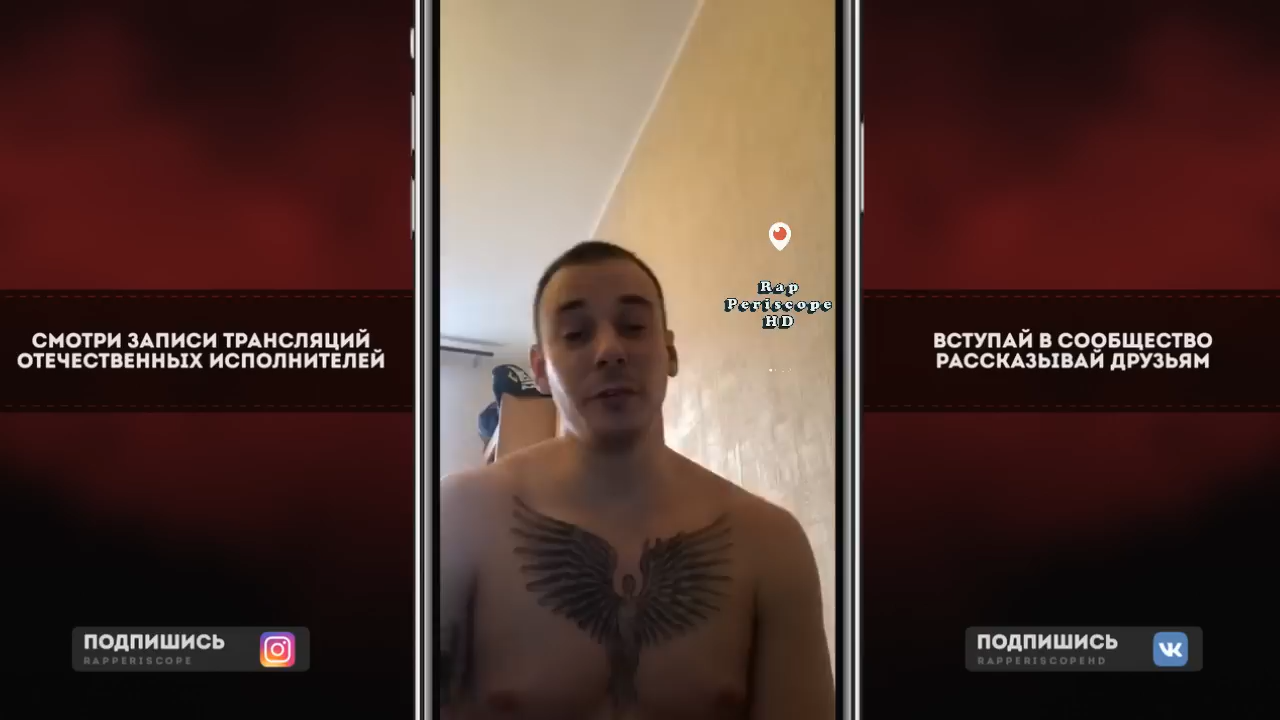 СМОТРИ ЗАПИСИ ТРАНСЛЯЦИЙ
ОТЕЧЕСТВЕННЫХ ИСПОЛНИТЕЛЕЙ
Rap
Periscope
HD
ВСТУПАЙ В СООБЩЕСТВО
РАССКАЗЫВАЙ ДРУЗЬЯМ
ПОДПИШИСЬ
RAPPERISCOPE
ПОДПИШИСЬ
RAPPERISCOPEHD